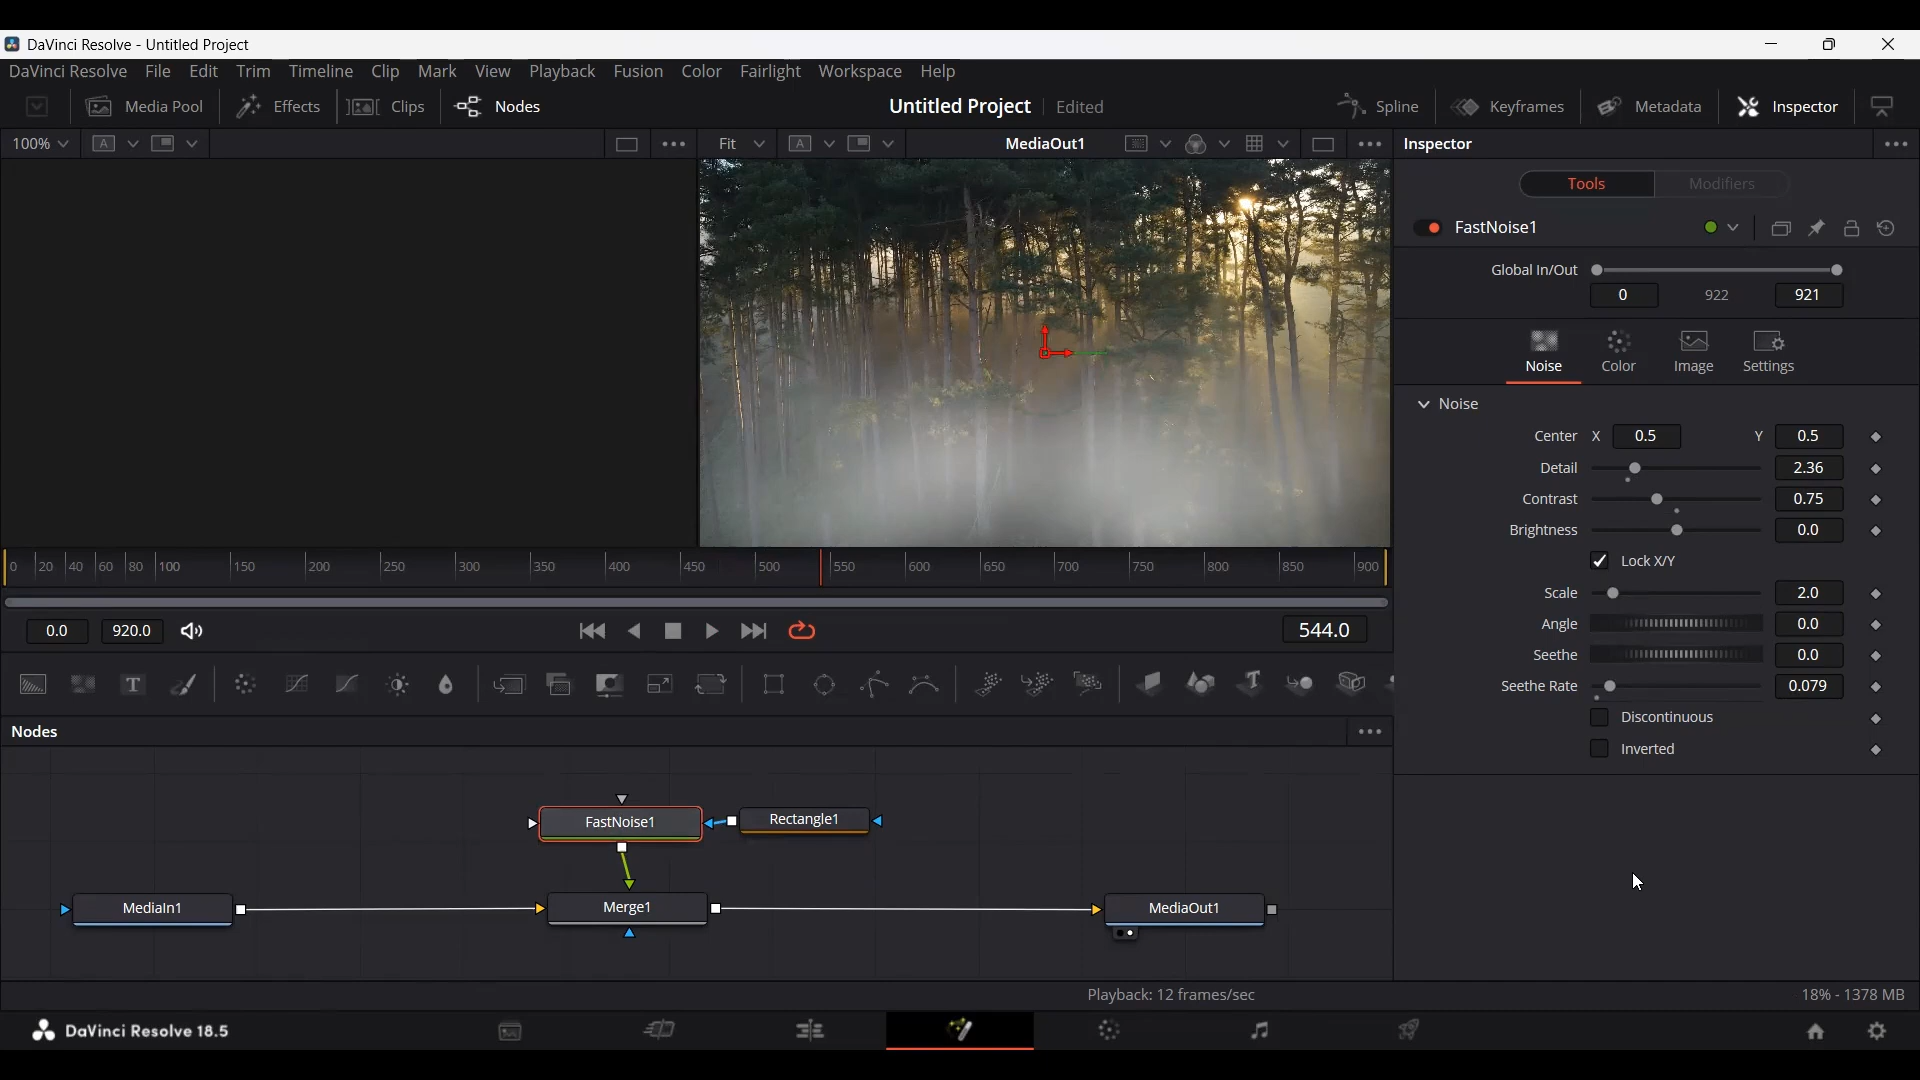 DaVinci Resolve - Untitled Project
DaVinci Resolve File Edit Trim Timeline Clip Mark View Playback Fusion Color Fairlight Workspace Help
Media Pool Effects Clips Nodes Untitled Project Edited Spline Keyframes Metadata Inspector
100% A Fit A MediaOut1 Inspector
Tools Modifiers
FastNoise1
Global In/Out
0 922 921
Noise Color Image Settings
Noise
Center X 0.5 Y 0.5
Detail 2.36
Contrast 0.75
Brightness 0.0
Lock X/Y
Scale 2.0
Angle 0.0
Seethe 0.0
Seethe Rate 0.079
Discontinuous
Inverted
0 20 40 60 80 100 150 200 250 300 350 400 450 500 550 600 650 700 750 800 850 900
0.0 920.0 544.0
T
Nodes
FastNoise1 Rectangle1
MediaIn1 Merge1 MediaOut1
Playback: 12 frames/sec 18% - 1378 MB
DaVinci Resolve 18.5